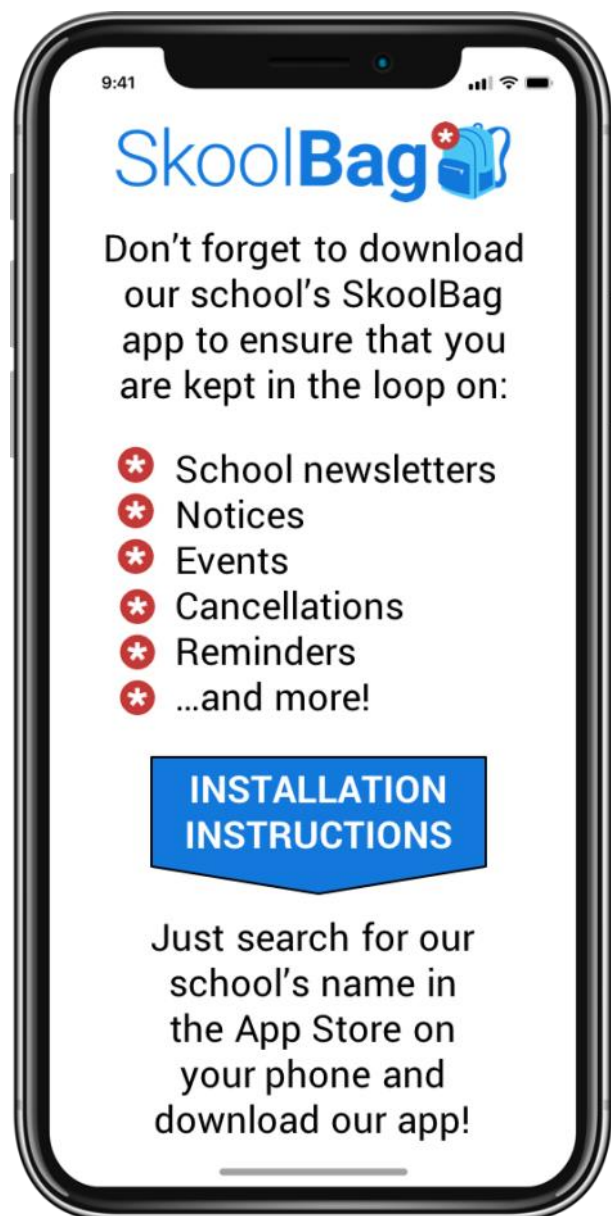 9:41
SkoolBag
Don't forget to download
our school's SkoolBag
app to ensure that you
are kept in the loop on:
* School newsletters
* Notices
* Events
* Cancellations
* Reminders
* ...and more!
INSTALLATION
INSTRUCTIONS
Just search for our
school's name in
the App Store on
your phone and
download our app!